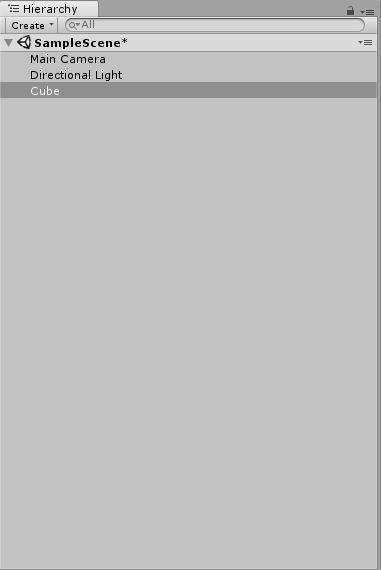 Hierarchy
Create All
SampleScene*
Main Camera
Directional Light
Cube